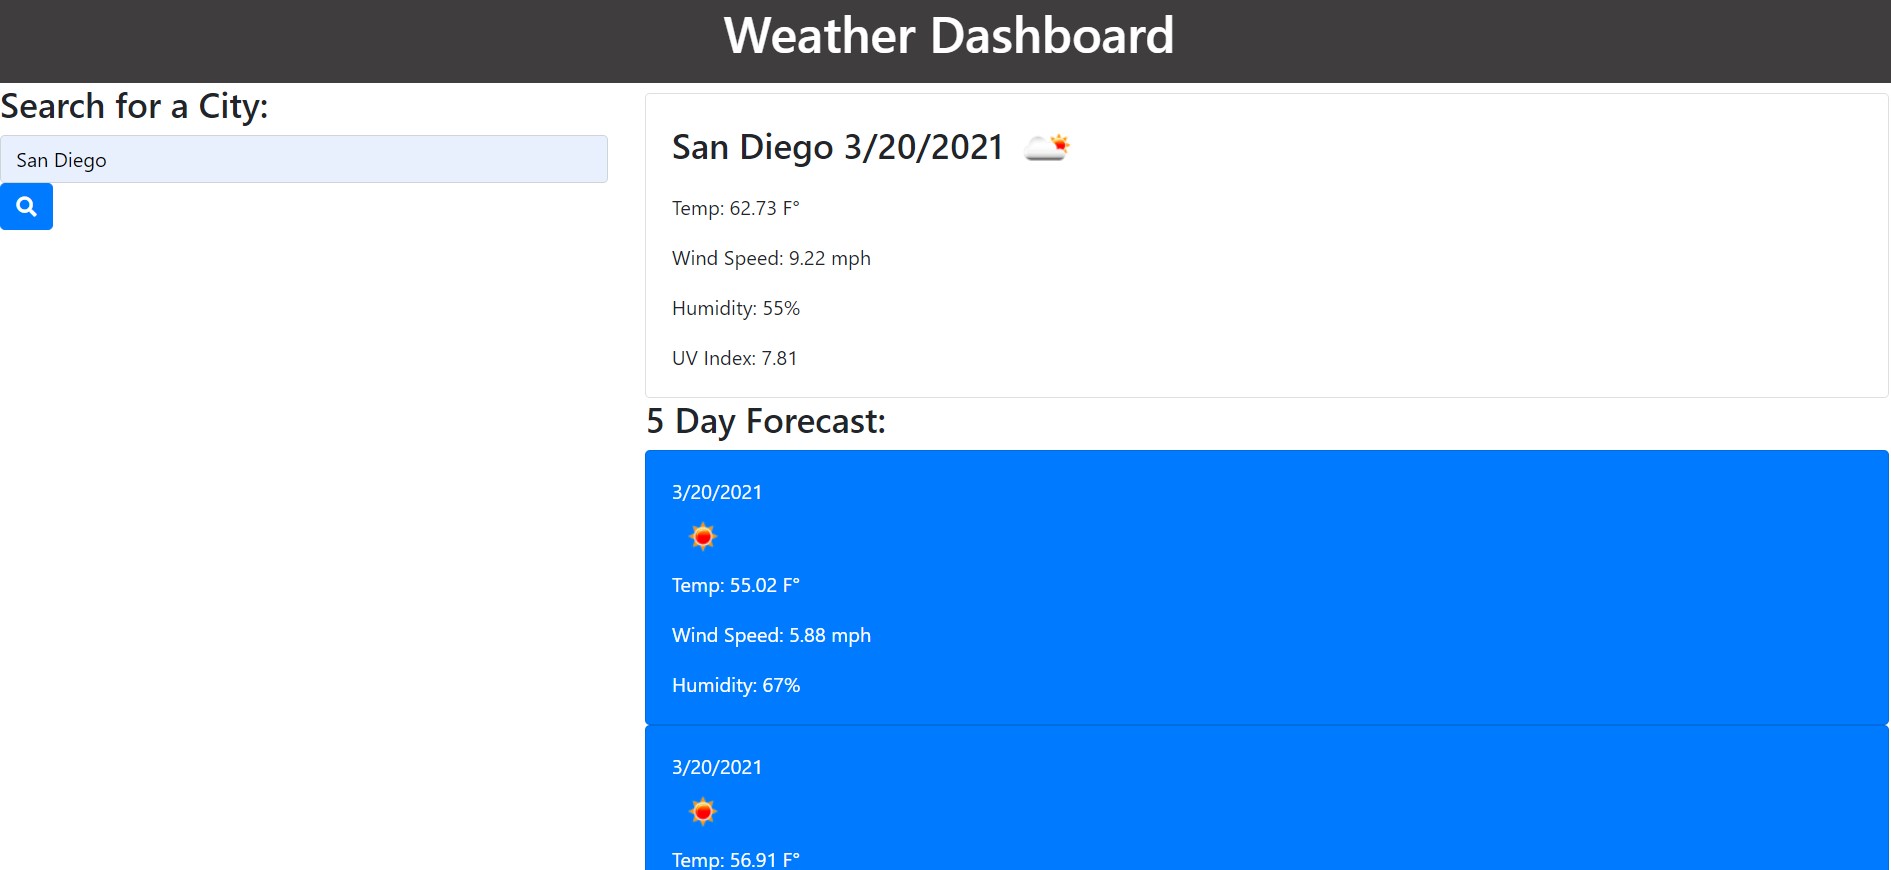 Weather Dashboard
Search for a City:
San Diego
San Diego 3/20/2021
Temp: 62.73 F°
Wind Speed: 9.22 mph
Humidity: 55%
UV Index: 7.81
5 Day Forecast:
3/20/2021
Temp: 55.02 F°
Wind Speed: 5.88 mph
Humidity: 67%
3/20/2021
Temp: 56.91 F°